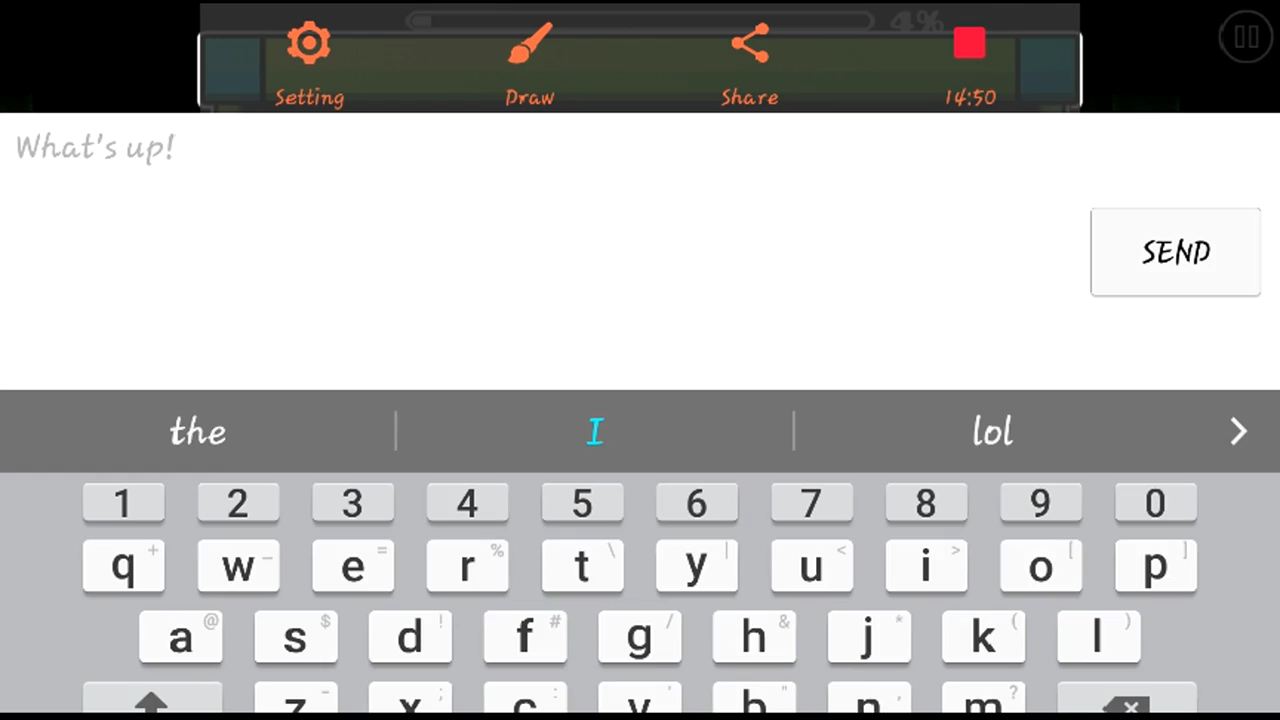 4%
Setting Draw Share 14:50
What's up!
SEND
the I lol
1 2 3 4 5 6 7 8 9 0
q + w - e = r % t \ y | u < i > o [ p ]
a @ s $ d ! f # g / h & j * k ( l )
z - x ; c : v ' b " n , m ?